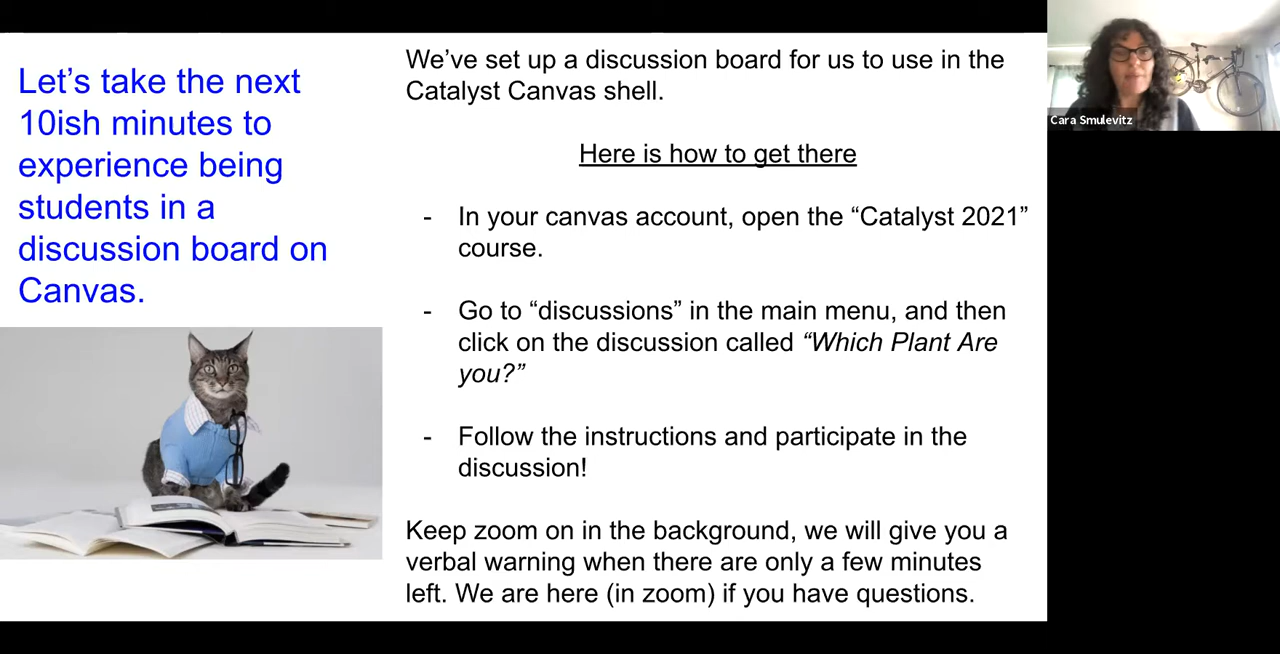 Let’s take the next
10ish minutes to
experience being
students in a
discussion board on
Canvas.
We’ve set up a discussion board for us to use in the
Catalyst Canvas shell.
Here is how to get there
- In your canvas account, open the “Catalyst 2021”
course.
- Go to “discussions” in the main menu, and then
click on the discussion called “Which Plant Are
you?”
- Follow the instructions and participate in the
discussion!
Keep zoom on in the background, we will give you a
verbal warning when there are only a few minutes
left. We are here (in zoom) if you have questions.
Cara Smulevitz